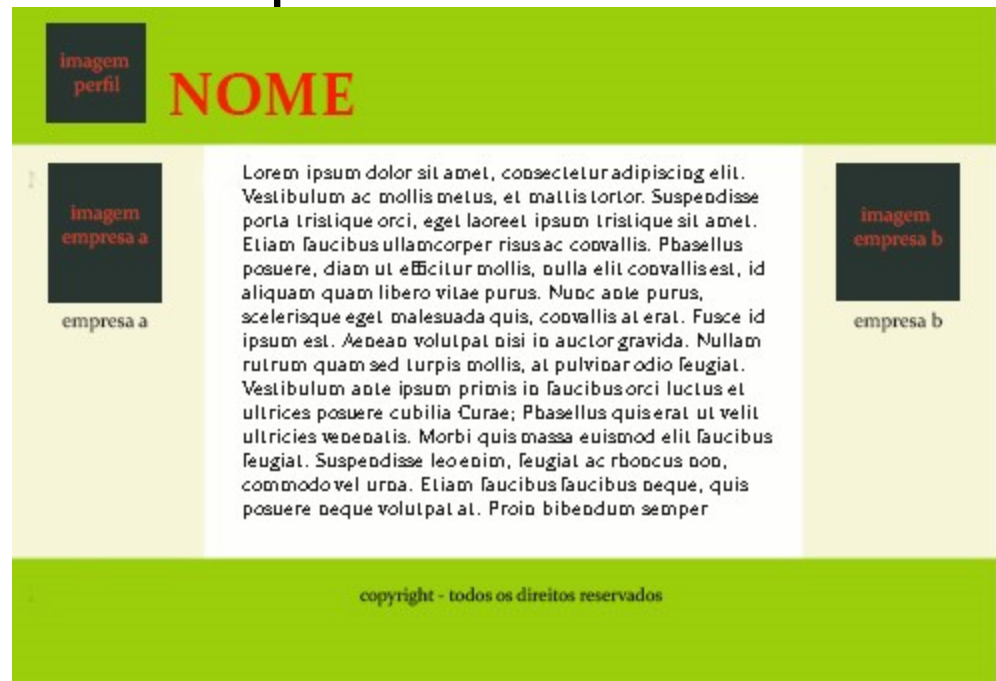 imagem
perfil
NOME
imagem
empresa a
empresa a
Lorem ipsum dolor sit amet, consectetur adipiscing elit.
Vestibulum ac mollis metus, et mattis tortor. Suspendisse
porta tristique orci, eget laoreet ipsum tristique sit amet.
Etiam faucibus ullamcorper risus ac convallis. Phasellus
posuere, diam ut efficitur mollis, nulla elit convallis est, id
aliquam quam libero vitae purus. Nunc ante purus,
scelerisque eget malesuada quis, convallis at erat. Fusce id
ipsum est. Aenean volutpat nisi in auctor gravida. Nullam
rutrum quam sed turpis mollis, at pulvinar odio feugiat.
Vestibulum ante ipsum primis in faucibus orci luctus et
ultrices posuere cubilia Curae; Phasellus quis erat ut velit
ultricies venenatis. Morbi quis massa euismod elit faucibus
feugiat. Suspendisse leo enim, feugiat ac rhoncus non,
commodo vel urna. Etiam faucibus faucibus neque, quis
posuere neque volutpat at. Proin bibendum semper
imagem
empresa b
empresa b
copyright - todos os direitos reservados